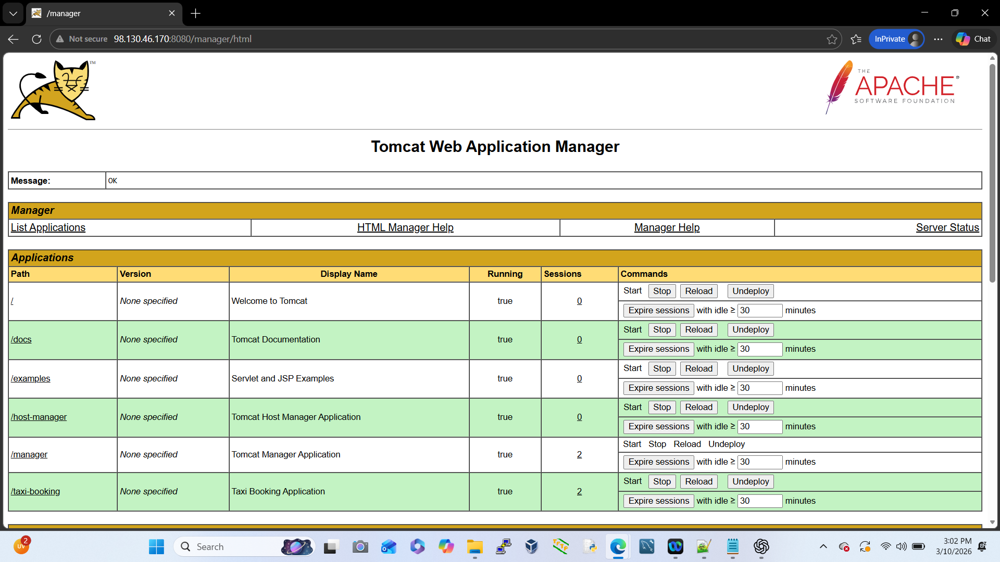 /manager
Not secure 98.130.46.170:8080/manager/html
InPrivate
Chat
TM
THE
APACHE®
SOFTWARE FOUNDATION
Tomcat Web Application Manager
Message: OK
Manager
List Applications HTML Manager Help Manager Help Server Status
Applications
Path Version Display Name Running Sessions Commands
/ None specified Welcome to Tomcat true 0 Start Stop Reload Undeploy
Expire sessions with idle ≥ 30 minutes
/docs None specified Tomcat Documentation true 0 Start Stop Reload Undeploy
Expire sessions with idle ≥ 30 minutes
/examples None specified Servlet and JSP Examples true 0 Start Stop Reload Undeploy
Expire sessions with idle ≥ 30 minutes
/host-manager None specified Tomcat Host Manager Application true 0 Start Stop Reload Undeploy
Expire sessions with idle ≥ 30 minutes
/manager None specified Tomcat Manager Application true 2 Start Stop Reload Undeploy
Expire sessions with idle ≥ 30 minutes
/taxi-booking None specified Taxi Booking Application true 2 Start Stop Reload Undeploy
Expire sessions with idle ≥ 30 minutes
UV 2
Search
TFTP
3:02 PM
3/10/2026